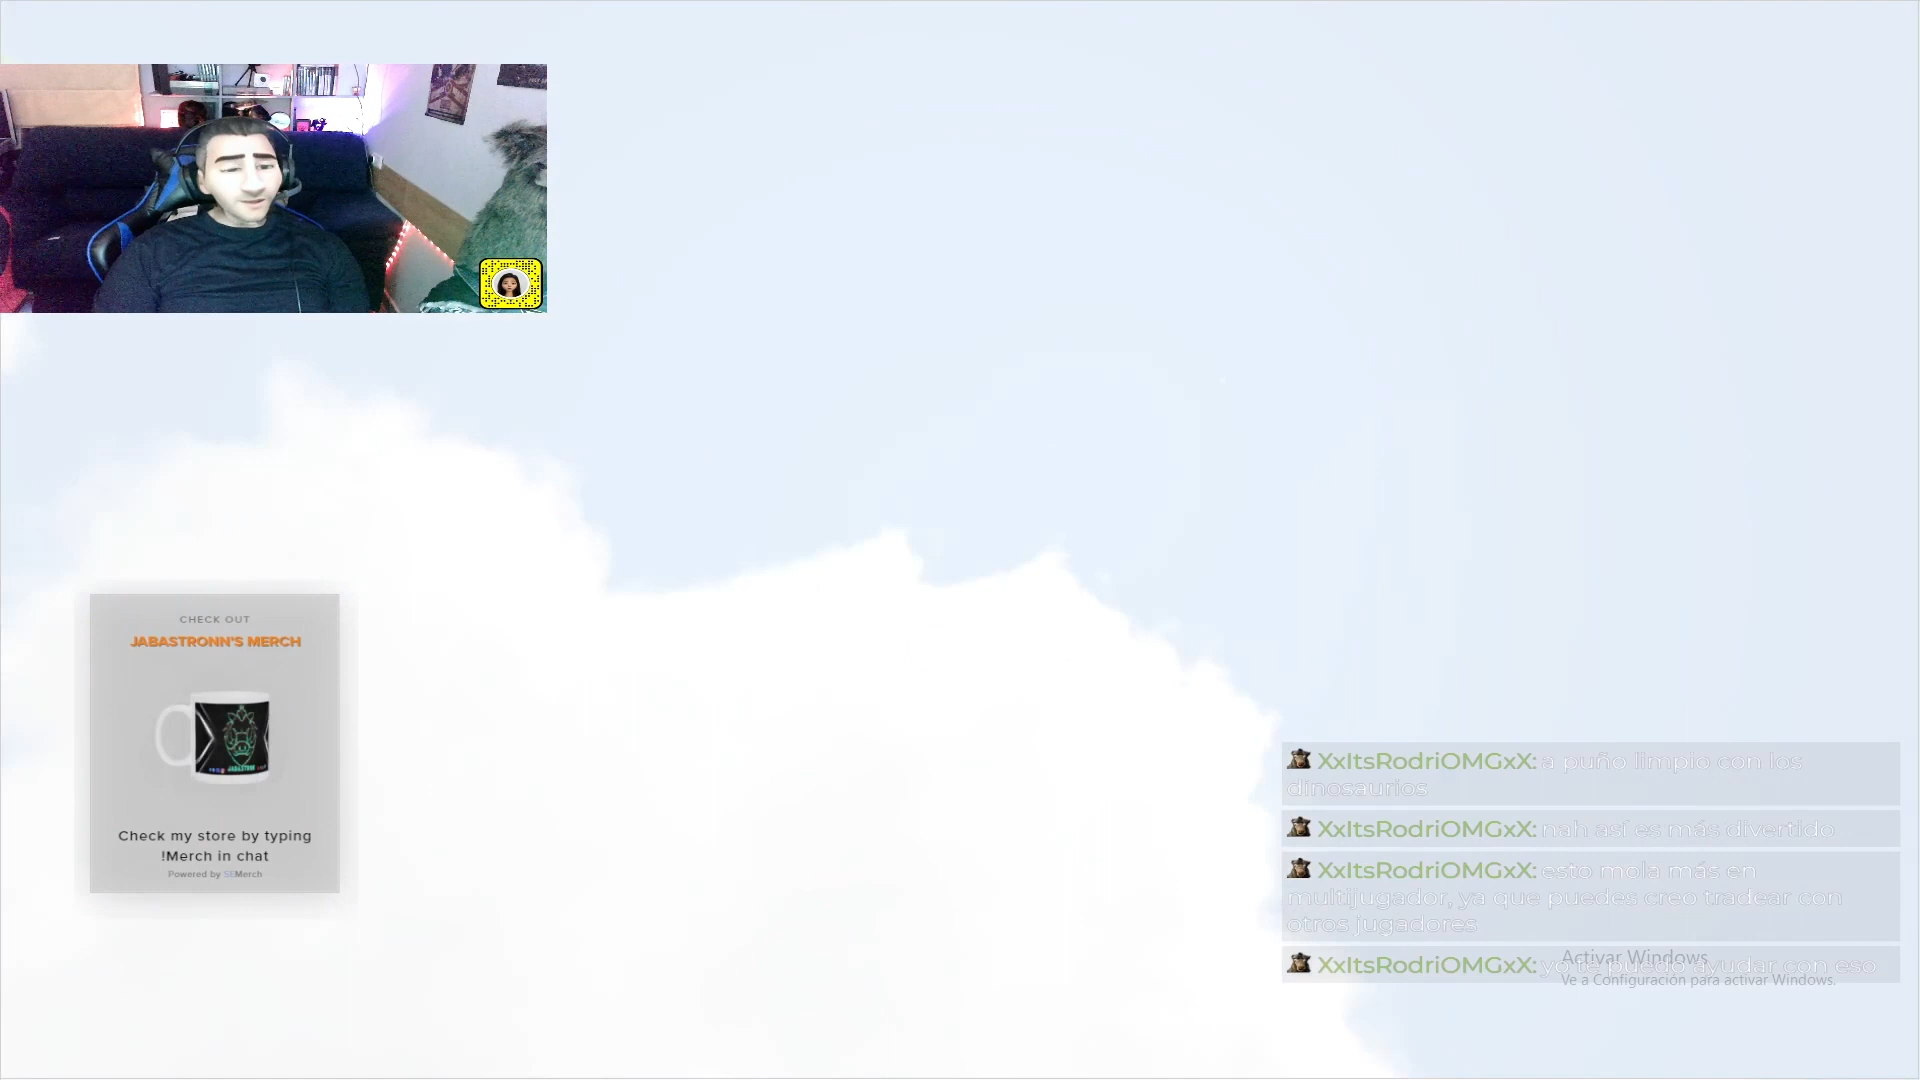 CHECK OUT
JABASTRONN'S MERCH
JABASTRONN
Check my store by typing
!Merch in chat
Powered by SEMerch
XxItsRodriOMGxX: a puño limpio con los
dinosaurios
XxItsRodriOMGxX: nah así es más divertido
XxItsRodriOMGxX: esto mola más en
multijugador, ya que puedes creo tradear con
otros jugadores
XxItsRodriOMGxX: yo te puedo ayudar con eso
Activar Windows
Ve a Configuración para activar Windows.